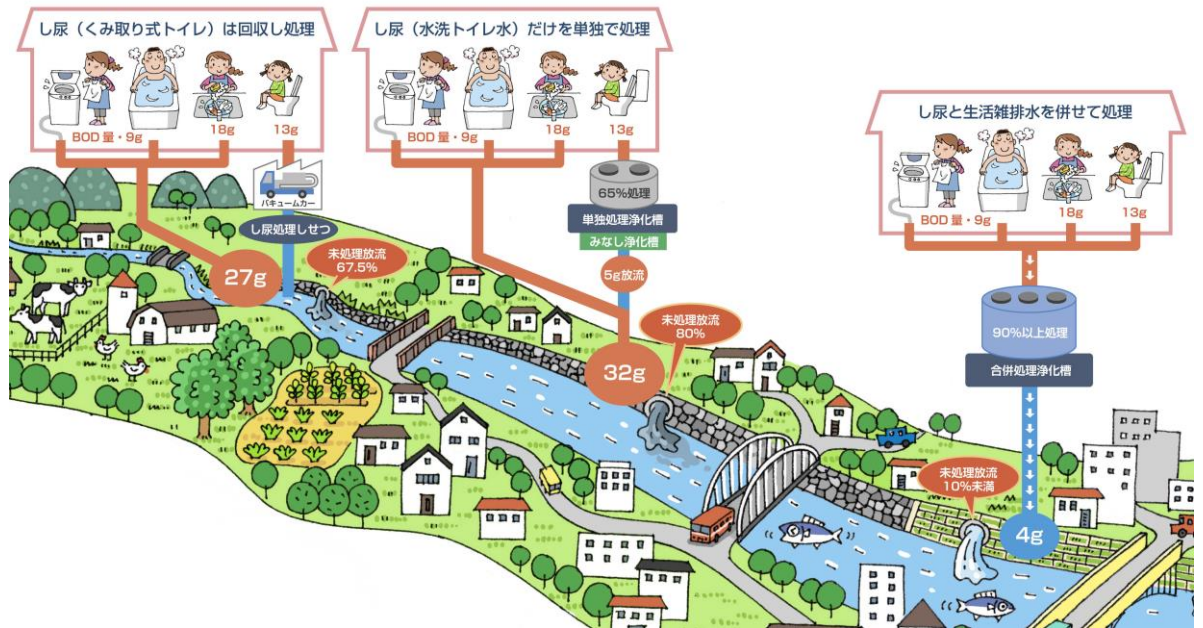 し尿（くみ取り式トイレ）は回収し処理
BOD量・9g
18g
13g
バキュームカー
し尿処理しせつ
27g
未処理放流
67.5%
し尿（水洗トイレ水）だけを単独で処理
BOD量・9g
18g
13g
65%処理
単独処理浄化槽
みなし浄化槽
5g放流
32g
未処理放流
80%
し尿と生活雑排水を併せて処理
BOD量・9g
18g
13g
90%以上処理
合併処理浄化槽
未処理放流
10%未満
4g